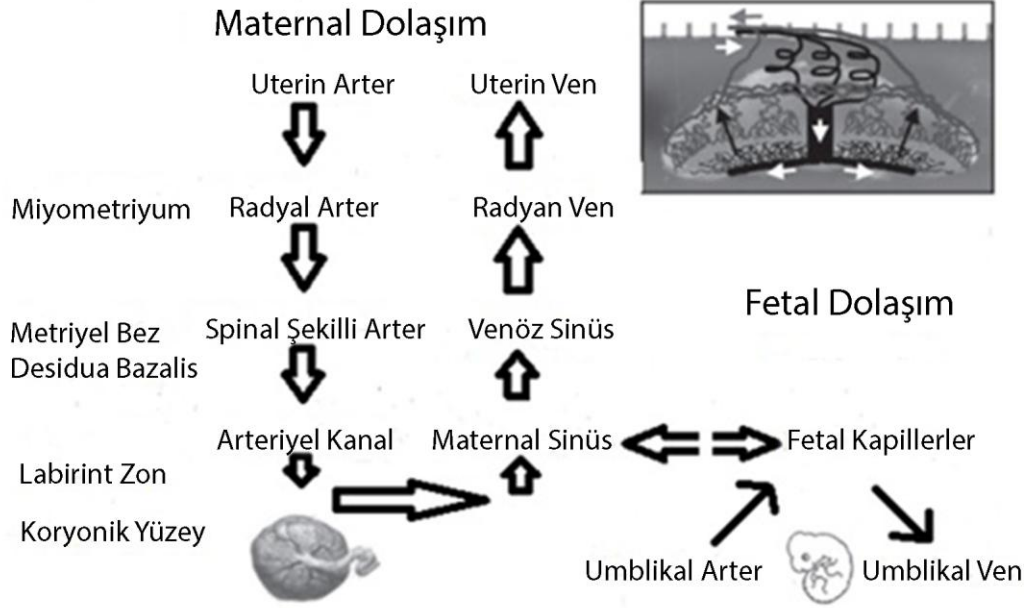 Maternal Dolaşım
Uterin Arter
Uterin Ven
Miyometriyum
Radyal Arter
Radyan Ven
Fetal Dolaşım
Metriyel Bez
Desidua Bazalis
Spinal Şekilli Arter
Venöz Sinüs
Arteriyel Kanal
Maternal Sinüs
Fetal Kapillerler
Labirint Zon
Koryonik Yüzey
Umblikal Arter
Umblikal Ven